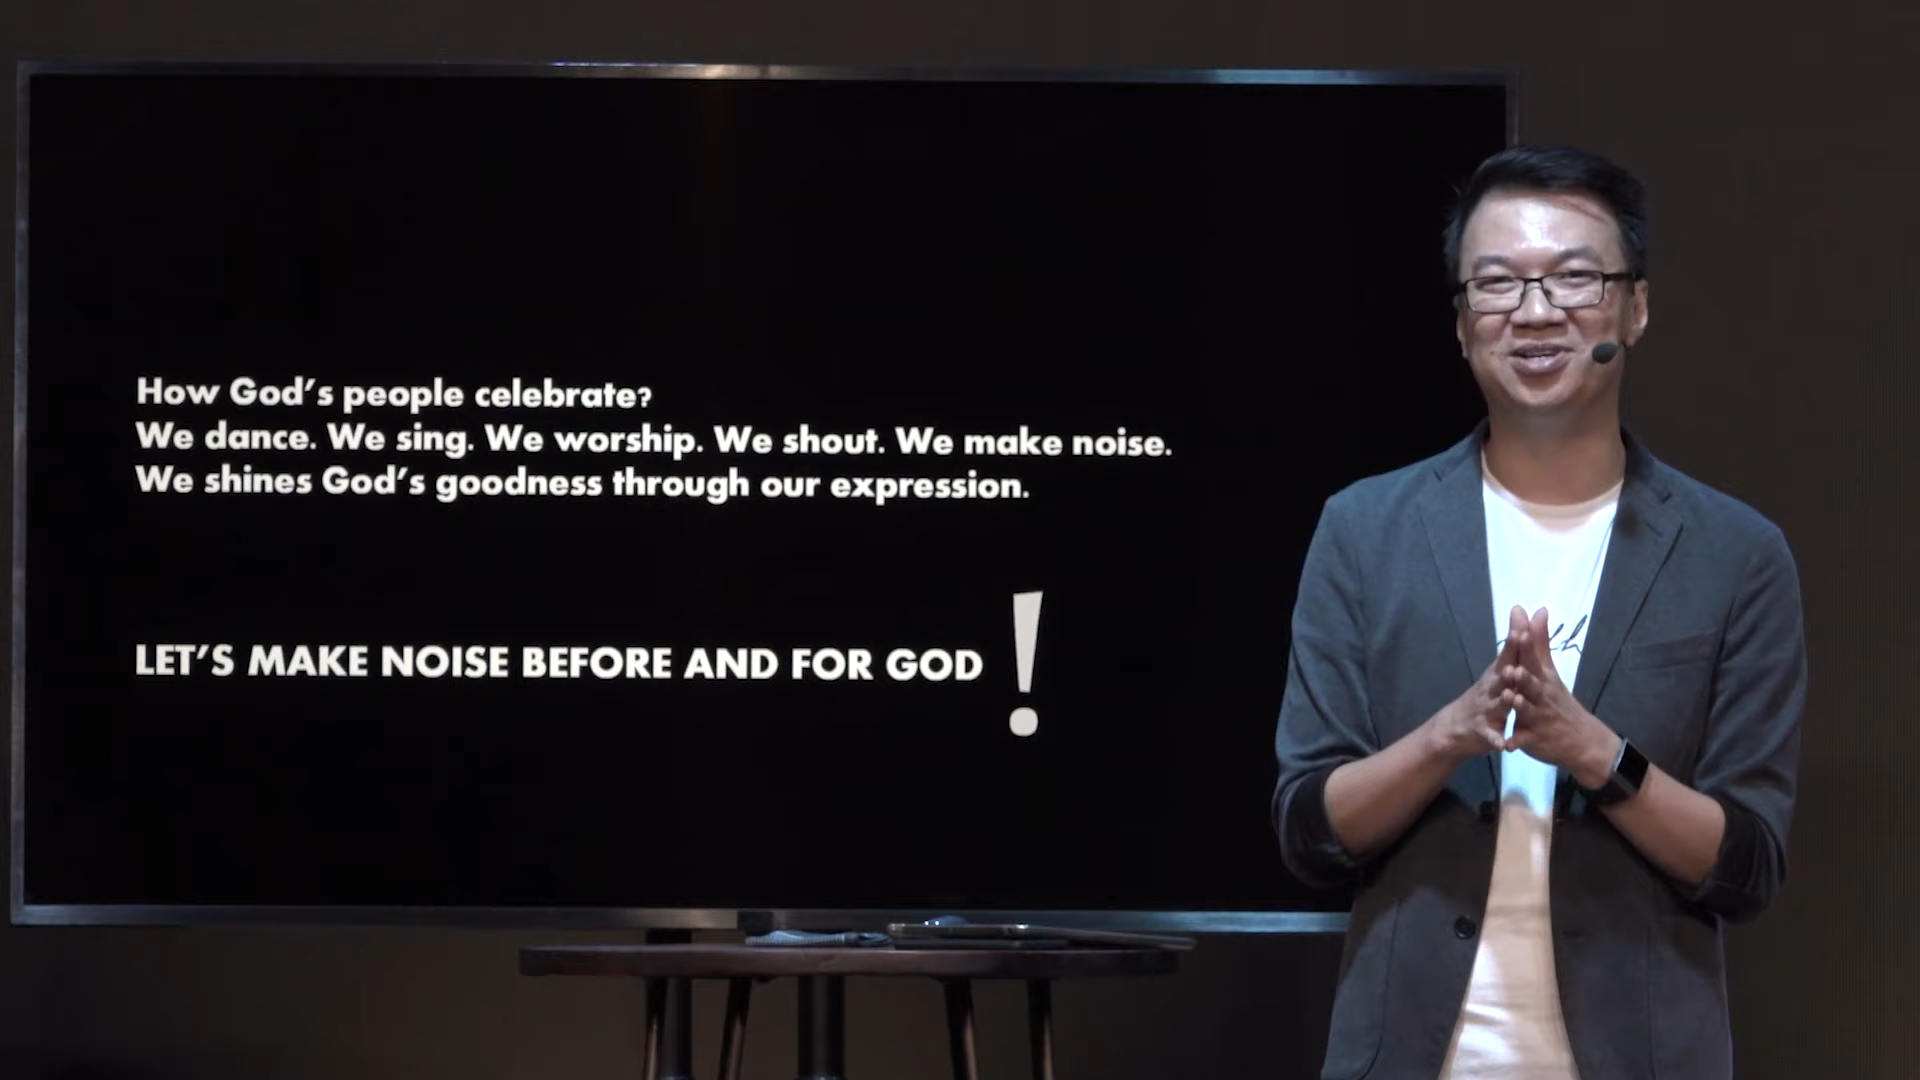 How God's people celebrate?
We dance. We sing. We worship. We shout. We make noise.
We shines God's goodness through our expression.
LET'S MAKE NOISE BEFORE AND FOR GOD!